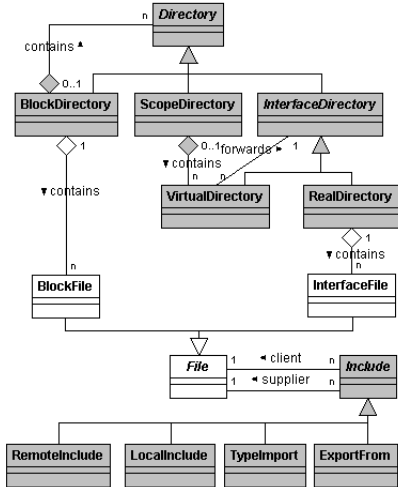 Directory
n
contains ▲
0..1
BlockDirectory
ScopeDirectory
InterfaceDirectory
1
0..1
forwards ►
1
▼ contains
▼ contains
n
n
VirtualDirectory
RealDirectory
1
▼ contains
n
n
BlockFile
InterfaceFile
File
1
◄ client
n
Include
1
◄ supplier
n
RemoteInclude
LocalInclude
TypeImport
ExportFrom